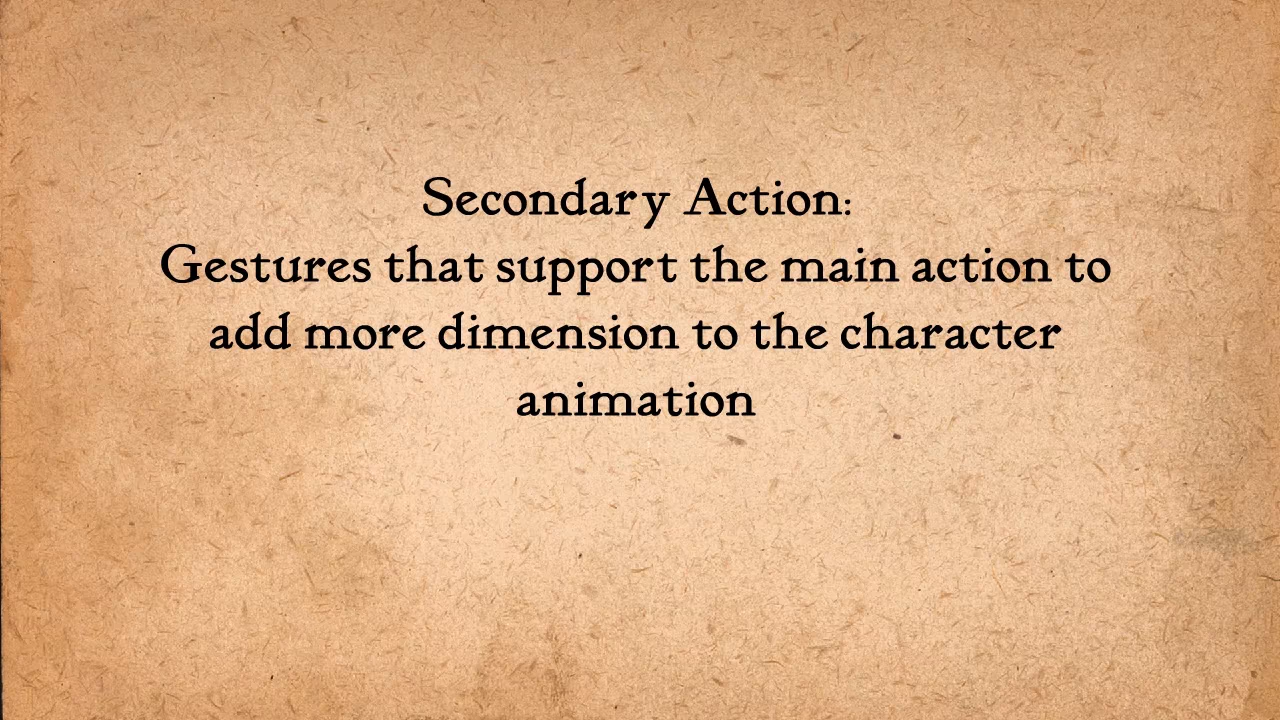 Secondary Action:
Gestures that support the main action to
add more dimension to the character
animation